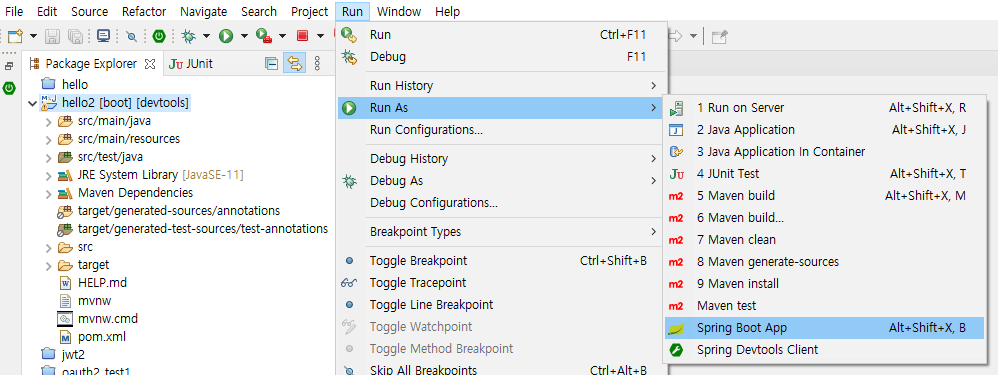 File Edit Source Refactor Navigate Search Project Run Window Help
Package Explorer JUnit
hello
hello2 [boot] [devtools]
src/main/java
src/main/resources
src/test/java
JRE System Library [JavaSE-11]
Maven Dependencies
target/generated-sources/annotations
target/generated-test-sources/test-annotations
src
target
HELP.md
mvnw
mvnw.cmd
pom.xml
jwt2
oauth2_test1
Run Ctrl+F11
Debug F11
Run History
Run As
Run Configurations...
Debug History
Debug As
Debug Configurations...
Breakpoint Types
Toggle Breakpoint Ctrl+Shift+B
Toggle Tracepoint
Toggle Line Breakpoint
Toggle Watchpoint
Toggle Method Breakpoint
Skip All Breakpoints Ctrl+Alt+B
1 Run on Server Alt+Shift+X, R
2 Java Application Alt+Shift+X, J
3 Java Application In Container
4 JUnit Test Alt+Shift+X, T
5 Maven build Alt+Shift+X, M
6 Maven build...
7 Maven clean
8 Maven generate-sources
9 Maven install
Maven test
Spring Boot App Alt+Shift+X, B
Spring Devtools Client